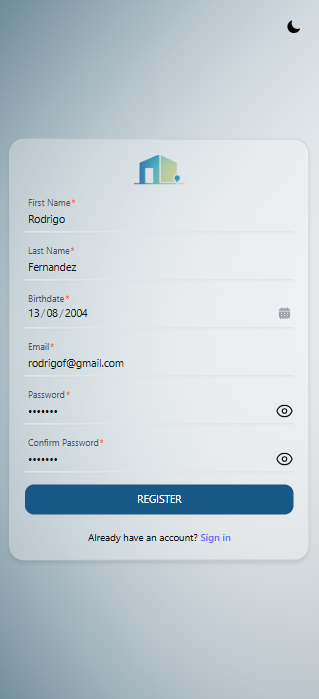 First Name*
Rodrigo
Last Name*
Fernandez
Birthdate*
13/08/2004
Email*
rodrigof@gmail.com
Password*
•••••••
Confirm Password*
•••••••
REGISTER
Already have an account? Sign in